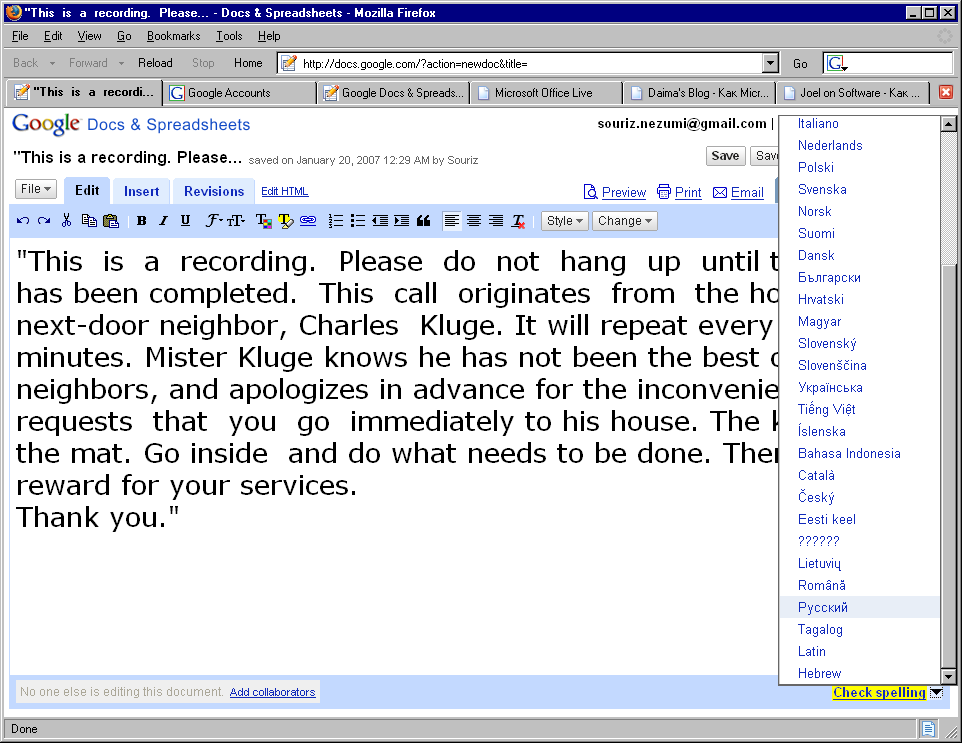 "This is a recording. Please... - Docs & Spreadsheets - Mozilla Firefox
File Edit View Go Bookmarks Tools Help
Back Forward Reload Stop Home http://docs.google.com/?action=newdoc&title= Go
"This is a recordi... Google Accounts Google Docs & Spreads... Microsoft Office Live Daima's Blog - Как Micr... Joel on Software - Как ...
Google Docs & Spreadsheets souriz.nezumi@gmail.com |
"This is a recording. Please... saved on January 20, 2007 12:29 AM by Souriz Save Sav
File Edit Insert Revisions Edit HTML Preview Print Email
B I U Style Change
"This is a recording. Please do not hang up until t
has been completed. This call originates from the ho
next-door neighbor, Charles Kluge. It will repeat every
minutes. Mister Kluge knows he has not been the best o
neighbors, and apologizes in advance for the inconvenie
requests that you go immediately to his house. The k
the mat. Go inside and do what needs to be done. Ther
reward for your services.
Thank you."
Italiano
Nederlands
Polski
Svenska
Norsk
Suomi
Dansk
Български
Hrvatski
Magyar
Slovenský
Slovenščina
Українська
Tiếng Việt
Íslenska
Bahasa Indonesia
Català
Český
Eesti keel
??????
Lietuvių
Română
Русский
Tagalog
Latin
Hebrew
No one else is editing this document. Add collaborators Check spelling
Done